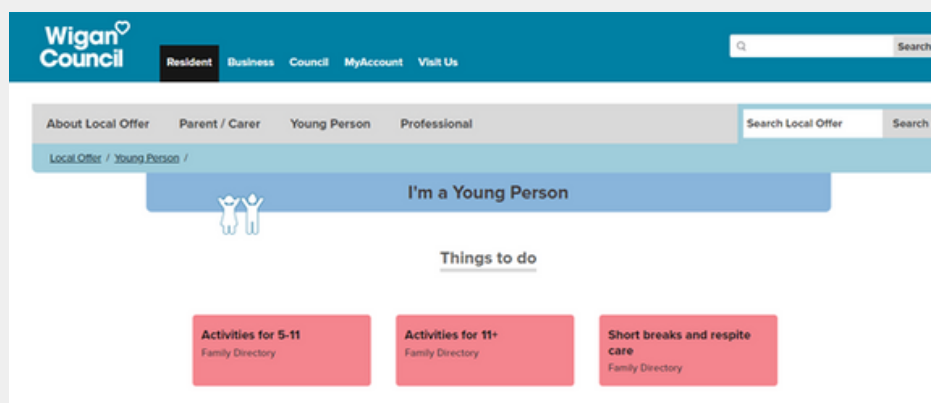 Wigan
Council
Resident Business Council MyAccount Visit Us
Search
About Local Offer Parent / Carer Young Person Professional
Search Local Offer Search
Local Offer / Young Person /
I'm a Young Person
Things to do
Activities for 5-11
Family Directory
Activities for 11+
Family Directory
Short breaks and respite
care
Family Directory